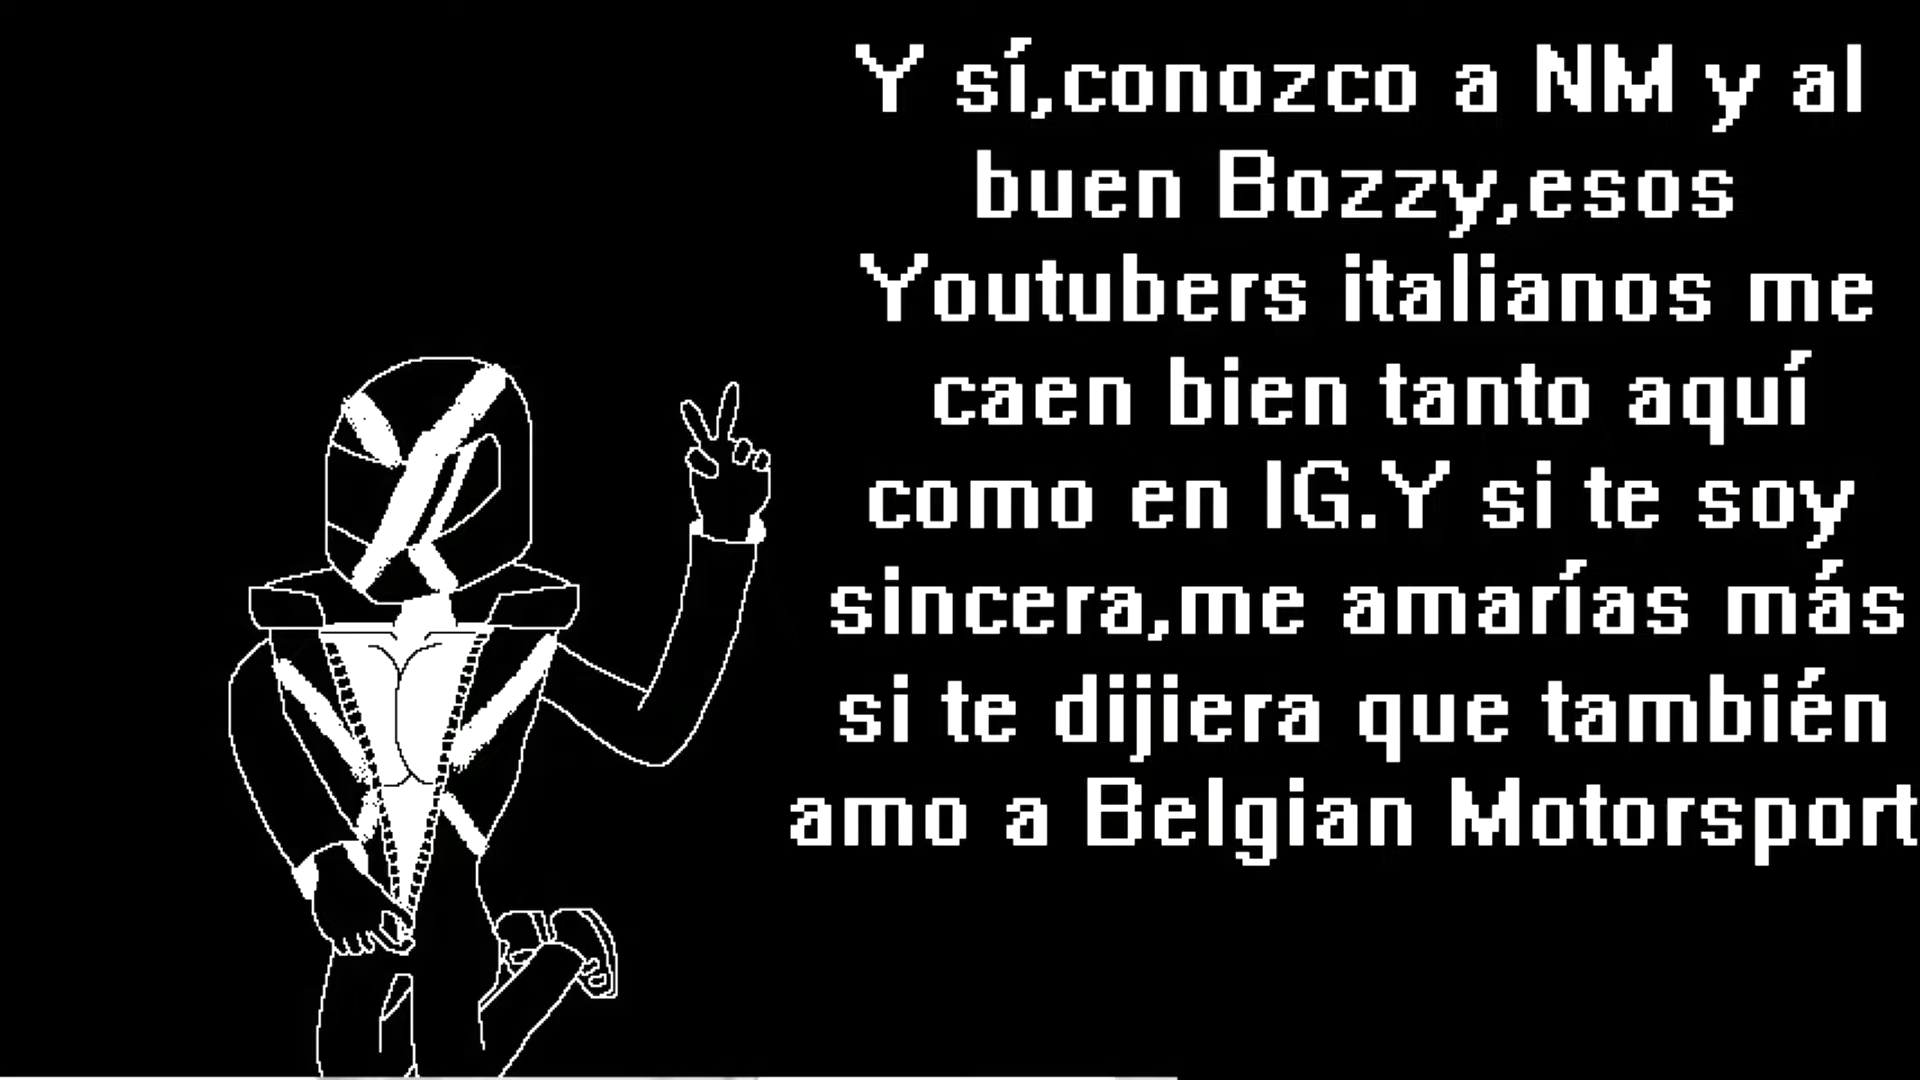 Y sí,conozco a NM y al
buen Bozzy,esos
Youtubers italianos me
caen bien tanto aquí
como en IG.Y si te soy
sincera,me amarías más
si te dijiera que también
amo a Belgian Motorsport